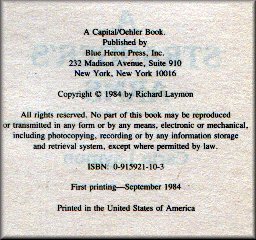 A Capital/Oehler Book.
Published by
Blue Heron Press, Inc.
232 Madison Avenue, Suite 910
New York, New York 10016
Copyright © 1984 by Richard Laymon
All rights reserved. No part of this book may be reproduced
or transmitted in any form or by any means, electronic or mechanical,
including photocopying, recording or by any information storage
and retrieval system, except where permitted by law.
ISBN: 0-915921-10-3
First printing—September 1984
Printed in the United States of America